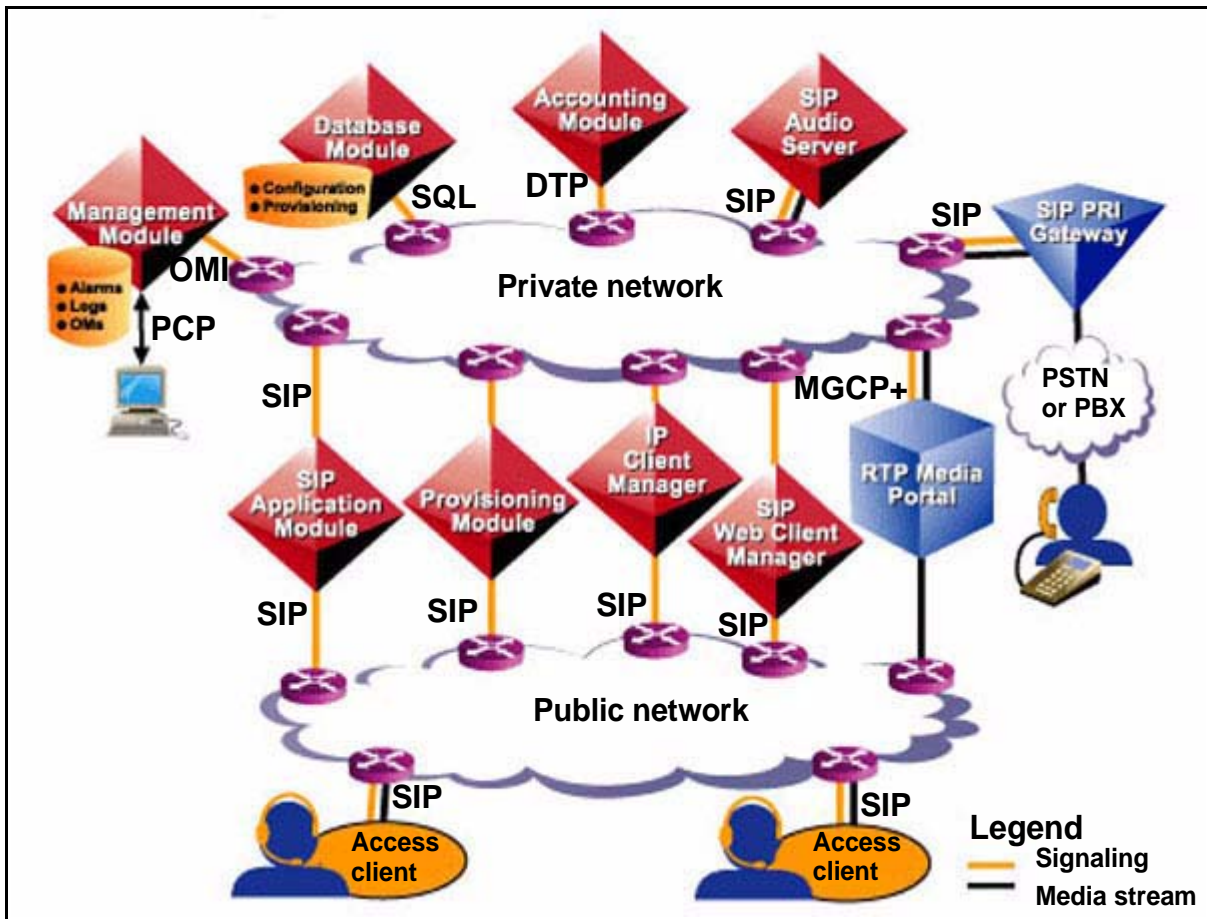 Accounting
Module
SIP
Audio
Server
Database
Module
● Configuration
● Provisioning
SQL
DTP
SIP
SIP
SIP PRI
Gateway
Management
Module
● Alarms
● Logs
● OMs
OMI
PCP
Private network
SIP
MGCP+
PSTN
or PBX
SIP
Application
Module
Provisioning
Module
IP
Client
Manager
SIP
Web Client
Manager
RTP Media
Portal
SIP
SIP
SIP
SIP
Public network
SIP
SIP
Access
client
Access
client
Legend
Signaling
Media stream